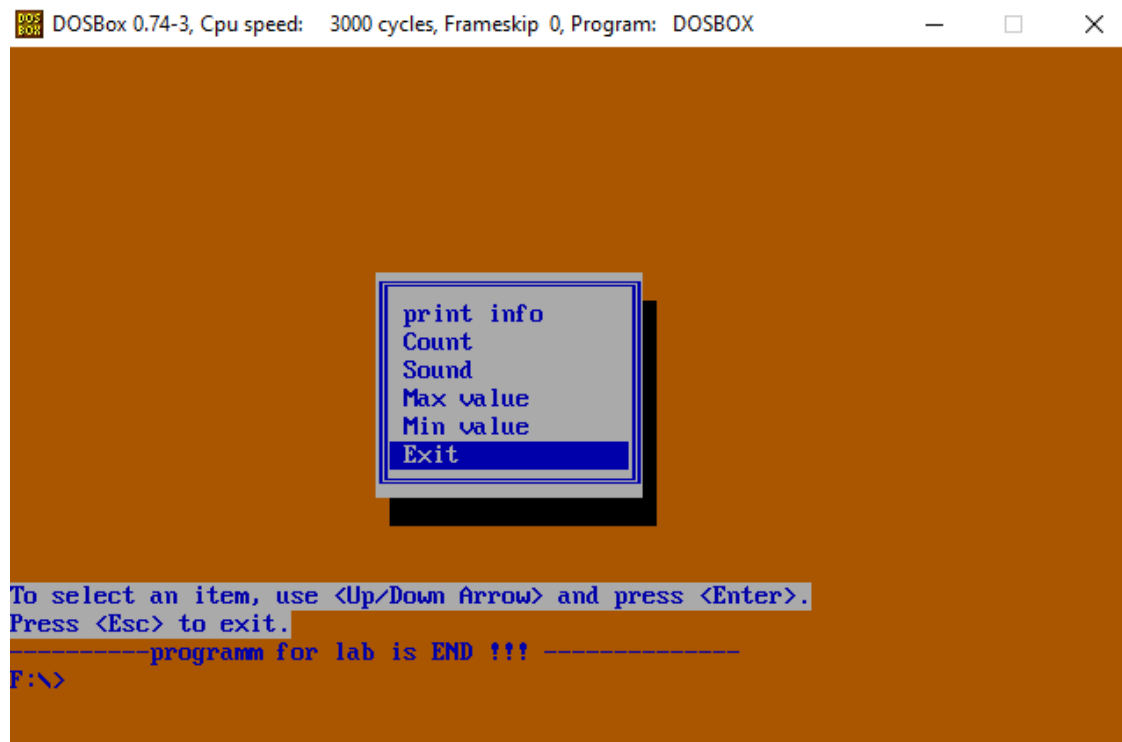 DOS BOX
DOSBox 0.74-3, Cpu speed: 3000 cycles, Frameskip 0, Program: DOSBOX
print info
Count
Sound
Max value
Min value
Exit
To select an item, use <Up/Down Arrow> and press <Enter>.
Press <Esc> to exit.
----------programm for lab is END !!! --------------
F:\>